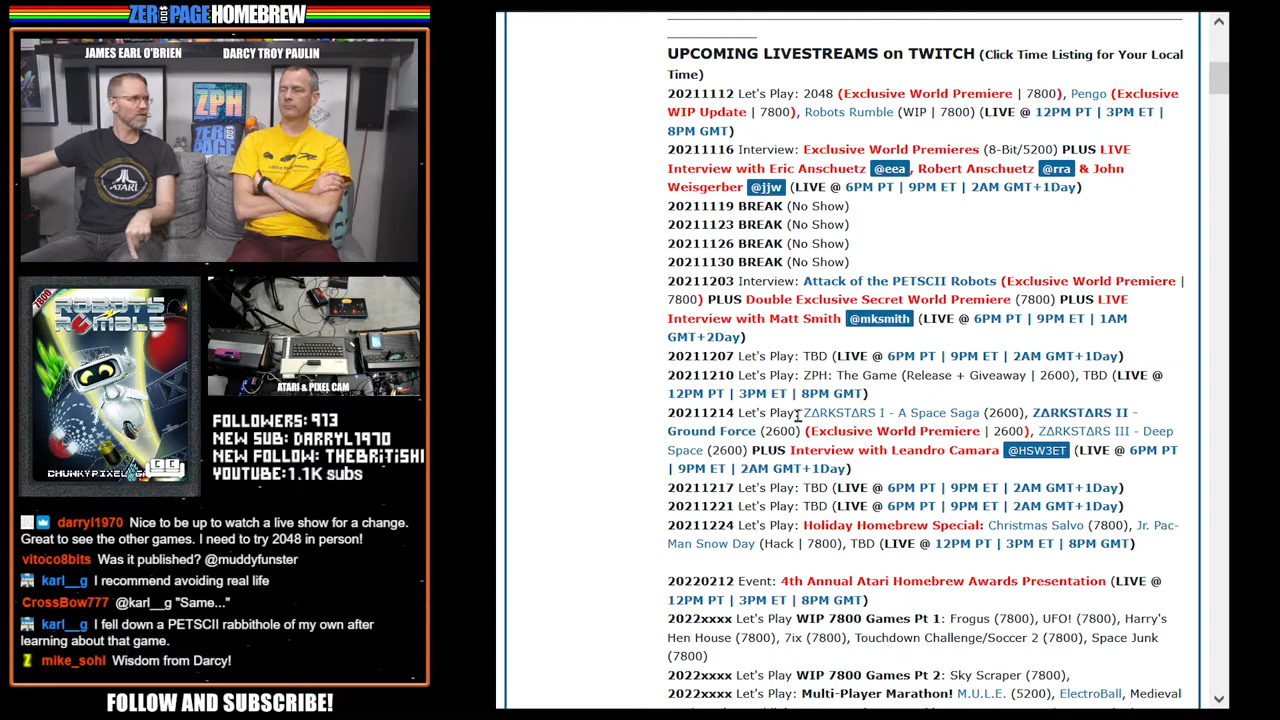 ZER0 PAGE HOMEBREW
JAMES EARL O'BRIEN
DARCY TROY PAULIN
ZPH
ZERO
PAGE
ATARI
7800
ROBOTS
RUMBLE
CHUNKYPIXEL
ATARI & PIXEL CAM
FOLLOWERS: 913
NEW SUB: DARRYL1970
NEW FOLLOW: THEBRITISHI
YOUTUBE: 1.1K subs
darryl1970 Nice to be up to watch a live show for a change.
Great to see the other games. I need to try 2048 in person!
vitoco8bits Was it published? @muddyfunster
karl__g I recommend avoiding real life
CrossBow777 @karl__g "Same..."
karl__g I fell down a PETSCII rabbithole of my own after
learning about that game.
mike_sohl Wisdom from Darcy!
FOLLOW AND SUBSCRIBE!
UPCOMING LIVESTREAMS on TWITCH (Click Time Listing for Your Local
Time)
20211112 Let's Play: 2048 (Exclusive World Premiere | 7800), Pengo (Exclusive
WIP Update | 7800), Robots Rumble (WIP | 7800) (LIVE @ 12PM PT | 3PM ET |
8PM GMT)
20211116 Interview: Exclusive World Premieres (8-Bit/5200) PLUS LIVE
Interview with Eric Anschuetz @eea, Robert Anschuetz @rra & John
Weisgerber @jjw (LIVE @ 6PM PT | 9PM ET | 2AM GMT+1Day)
20211119 BREAK (No Show)
20211123 BREAK (No Show)
20211126 BREAK (No Show)
20211130 BREAK (No Show)
20211203 Interview: Attack of the PETSCII Robots (Exclusive World Premiere |
7800) PLUS Double Exclusive Secret World Premiere (7800) PLUS LIVE
Interview with Matt Smith @mksmith (LIVE @ 6PM PT | 9PM ET | 1AM
GMT+2Day)
20211207 Let's Play: TBD (LIVE @ 6PM PT | 9PM ET | 2AM GMT+1Day)
20211210 Let's Play: ZPH: The Game (Release + Giveaway | 2600), TBD (LIVE @
12PM PT | 3PM ET | 8PM GMT)
20211214 Let's Play: ZΔRKSTΔRS I - A Space Saga (2600), ZΔRKSTΔRS II -
Ground Force (2600) (Exclusive World Premiere | 2600), ZΔRKSTΔRS III - Deep
Space (2600) PLUS Interview with Leandro Camara @HSW3ET (LIVE @ 6PM PT
| 9PM ET | 2AM GMT+1Day)
20211217 Let's Play: TBD (LIVE @ 6PM PT | 9PM ET | 2AM GMT+1Day)
20211221 Let's Play: TBD (LIVE @ 6PM PT | 9PM ET | 2AM GMT+1Day)
20211224 Let's Play: Holiday Homebrew Special: Christmas Salvo (7800), Jr. Pac-
Man Snow Day (Hack | 7800), TBD (LIVE @ 12PM PT | 3PM ET | 8PM GMT)
20220212 Event: 4th Annual Atari Homebrew Awards Presentation (LIVE @
12PM PT | 3PM ET | 8PM GMT)
2022xxxx Let's Play WIP 7800 Games Pt 1: Frogus (7800), UFO! (7800), Harry's
Hen House (7800), 7ix (7800), Touchdown Challenge/Soccer 2 (7800), Space Junk
(7800)
2022xxxx Let's Play WIP 7800 Games Pt 2: Sky Scraper (7800),
2022xxxx Let's Play: Multi-Player Marathon! M.U.L.E. (5200), ElectroBall, Medieval